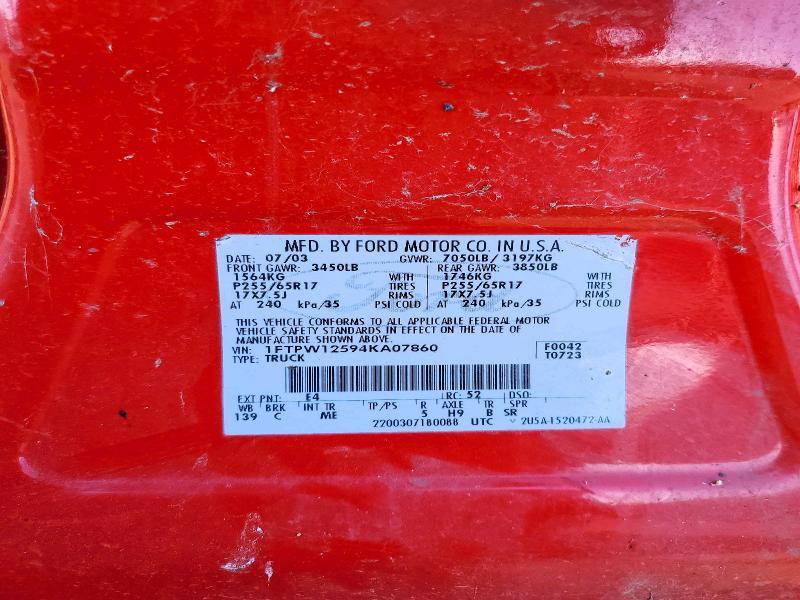 MFD. BY FORD MOTOR CO. IN U.S.A.
DATE: 07/03 GVWR: 7050LB/ 3197KG
FRONT GAWR: 3450LB REAR GAWR: 3850LB
1564KG WITH 1746KG WITH
P255/65R17 TIRES P255/65R17 TIRES
17X7.5J RIMS 17X7.5J RIMS
AT 240 kPa/35 PSI COLD AT 240 kPa/35 PSI COLD
THIS VEHICLE CONFORMS TO ALL APPLICABLE FEDERAL MOTOR
VEHICLE SAFETY STANDARDS IN EFFECT ON THE DATE OF
MANUFACTURE SHOWN ABOVE.
VIN: 1FTPW12594KA07860 F0042
TYPE: TRUCK T0723
EXT PNT: E4 RC: 52 DSO:
WB BRK INT TR TP/PS R AXLE TR SPR
139 C ME 5 H9 B SR
220030718008B UTC 2U5A-1520472-AA